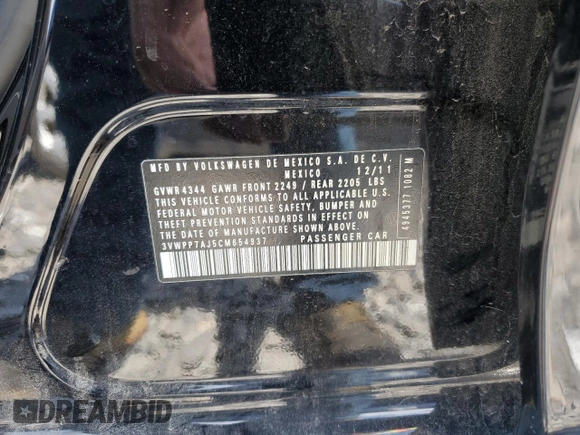 MFD BY VOLKSWAGEN DE MEXICO S.A. DE C.V.
MEXICO 12/11
GVWR 4344 GAWR FRONT 2249 / REAR 2205 LBS
THIS VEHICLE CONFORMS TO ALL APPLICABLE U.S.
FEDERAL MOTOR VEHICLE SAFETY, BUMPER AND
THEFT PREVENTION STANDARDS IN EFFECT ON
THE DATE OF MANUFACTURE SHOWN ABOVE.
3VWPP7AJ5CM654937 PASSENGER CAR
4945377 1082 M
DREAMBID